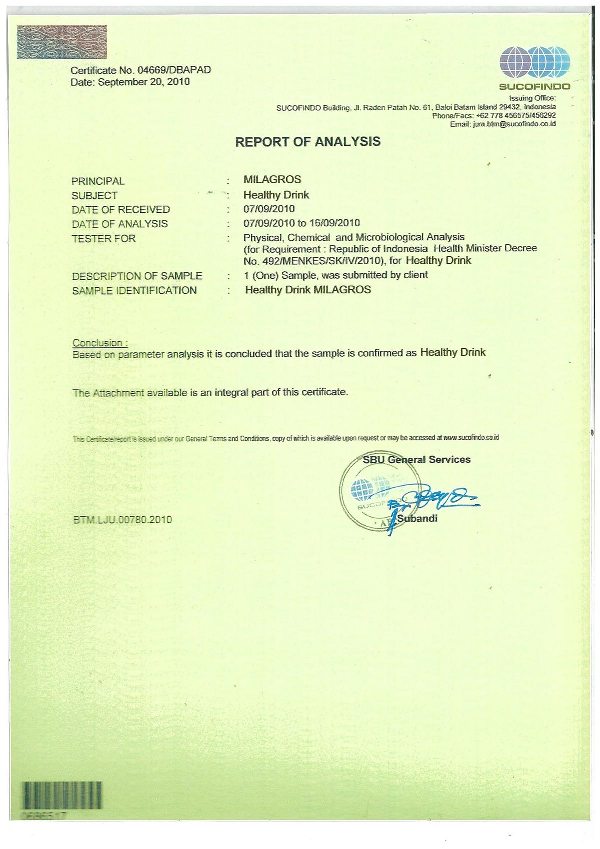 Certificate No. 04669/DBAPAD
Date: September 20, 2010
SUCOFINDO
Issuing Office:
SUCOFINDO Building, Jl. Raden Patah No. 61, Baloi Batam Island 29432, Indonesia
Phone/Facs: +62 778 456575/456292
Email: jura.btm@sucofindo.co.id
REPORT OF ANALYSIS
PRINCIPAL : MILAGROS
SUBJECT : Healthy Drink
DATE OF RECEIVED : 07/09/2010
DATE OF ANALYSIS : 07/09/2010 to 16/09/2010
TESTER FOR : Physical, Chemical and Microbiological Analysis
(for Requirement : Republic of Indonesia Health Minister Decree
No. 492/MENKES/SK/IV/2010), for Healthy Drink
DESCRIPTION OF SAMPLE : 1 (One) Sample, was submitted by client
SAMPLE IDENTIFICATION : Healthy Drink MILAGROS
Conclusion :
Based on parameter analysis it is concluded that the sample is confirmed as Healthy Drink
The Attachment available is an integral part of this certificate.
This Certificate/report is issued under our General Terms and Conditions, copy of which is available upon request or may be accessed at www.sucofindo.co.id
SBU General Services
SUCOFINDO
Subandi
BTM.LJU.00780.2010